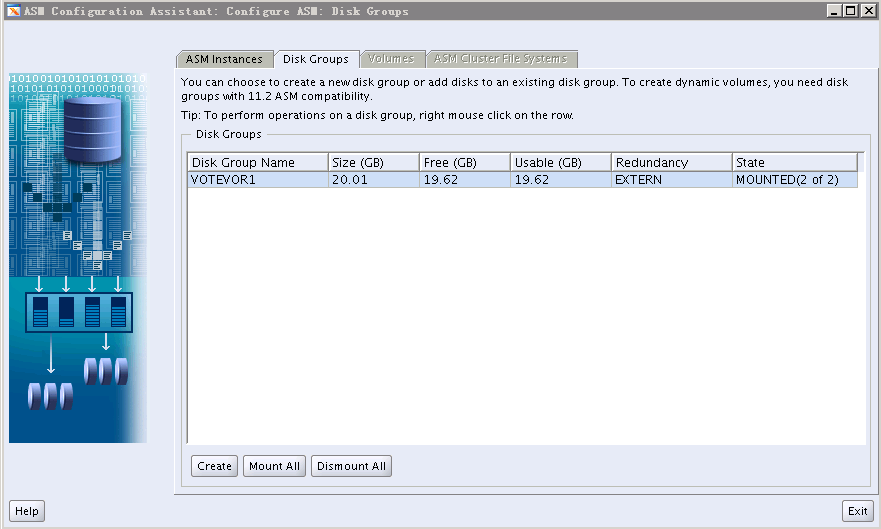 ASM Configuration Assistant: Configure ASM: Disk Groups
ASM Instances Disk Groups Volumes ASM Cluster File Systems
You can choose to create a new disk group or add disks to an existing disk group. To create dynamic volumes, you need disk
groups with 11.2 ASM compatibility.
Tip: To perform operations on a disk group, right mouse click on the row.
Disk Groups
Disk Group Name Size (GB) Free (GB) Usable (GB) Redundancy State
VOTEVOR1 20.01 19.62 19.62 EXTERN MOUNTED(2 of 2)
Create Mount All Dismount All
Help Exit